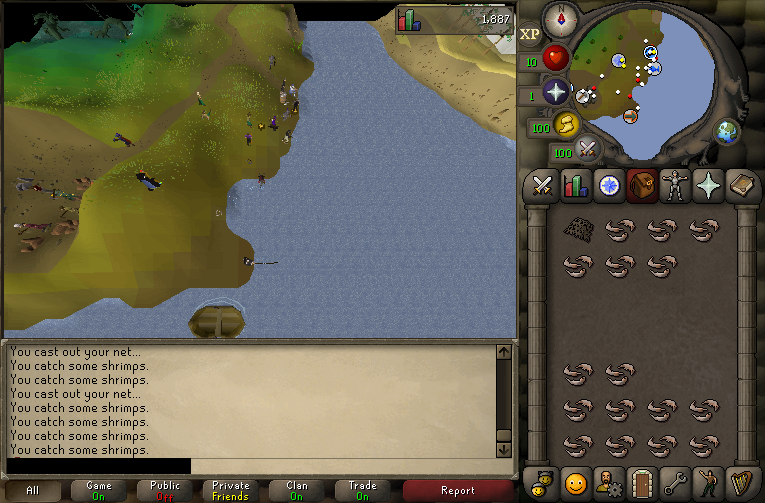 1,887
XP
10
1
100
100
You cast out your net...
You catch some shrimps.
You catch some shrimps.
You cast out your net...
You catch some shrimps.
You catch some shrimps.
You catch some shrimps.
You catch some shrimps.
All
Game
On
Public
Off
Private
Friends
Clan
On
Trade
On
Report